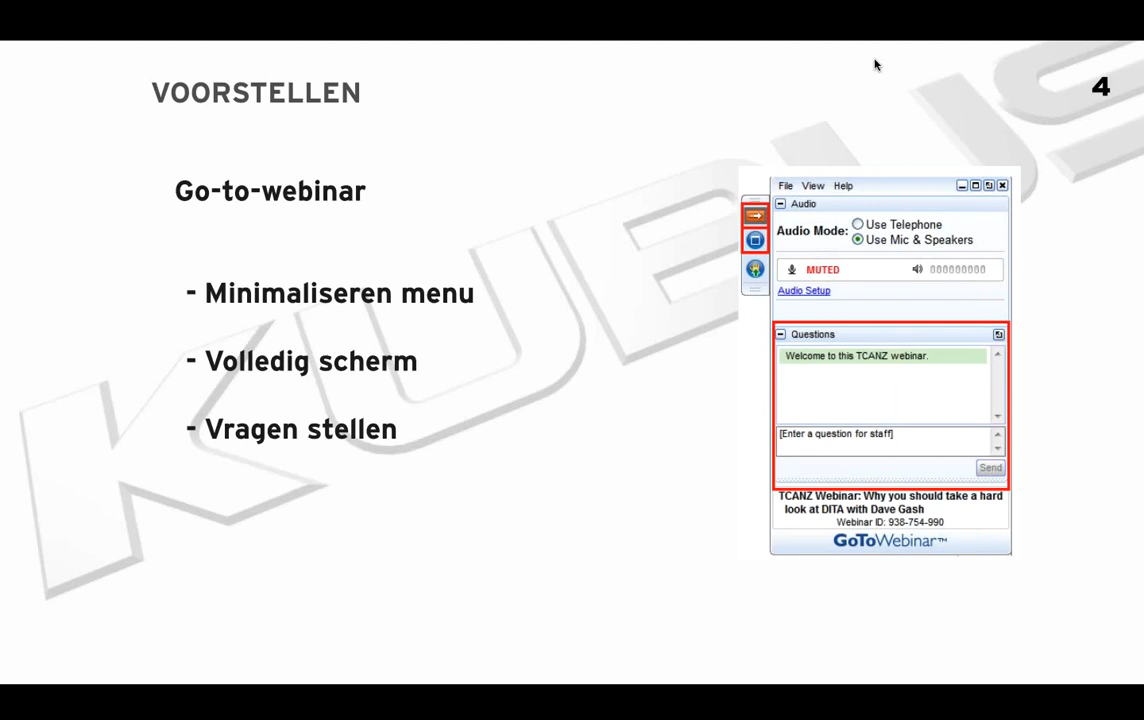 VOORSTELLEN
4
Go-to-webinar
- Minimaliseren menu
- Volledig scherm
- Vragen stellen
KUBUS
File View Help
Audio
Audio Mode:
Use Telephone
Use Mic & Speakers
MUTED
000000000
Audio Setup
Questions
Welcome to this TCANZ webinar.
[Enter a question for staff]
Send
TCANZ Webinar: Why you should take a hard
look at DITA with Dave Gash
Webinar ID: 938-754-990
GoToWebinar™